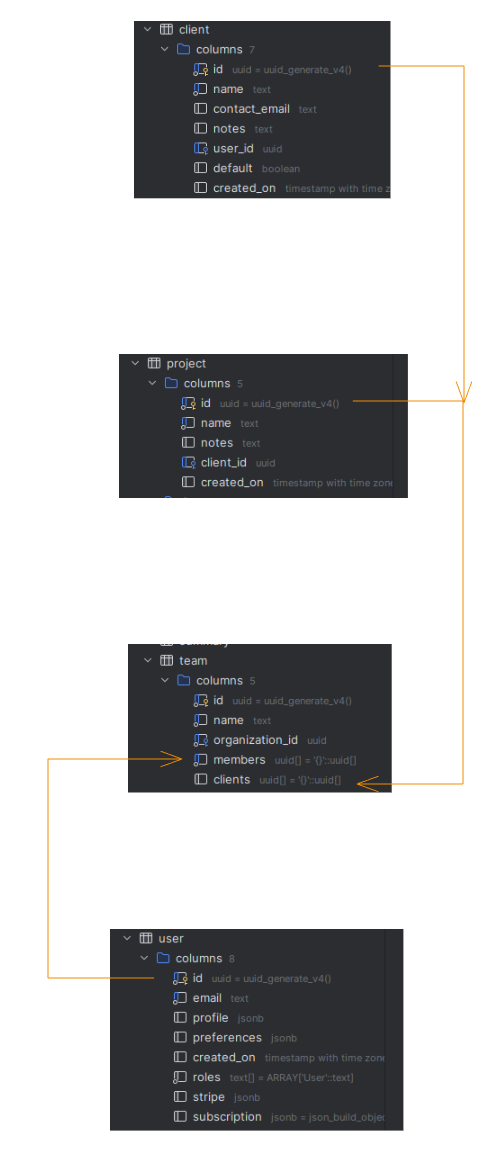 client
columns 7
id uuid = uuid_generate_v4()
name text
contact_email text
notes text
user_id uuid
default boolean
created_on timestamp with time z
project
columns 5
id uuid = uuid_generate_v4()
name text
notes text
client_id uuid
created_on timestamp with time zone
team
columns 5
id uuid = uuid_generate_v4()
name text
organization_id uuid
members uuid[] = '{}'::uuid[]
clients uuid[] = '{}'::uuid[]
user
columns 8
id uuid = uuid_generate_v4()
email text
profile jsonb
preferences jsonb
created_on timestamp with time zone
roles text[] = ARRAY['User'::text]
stripe jsonb
subscription jsonb = json_build_objec